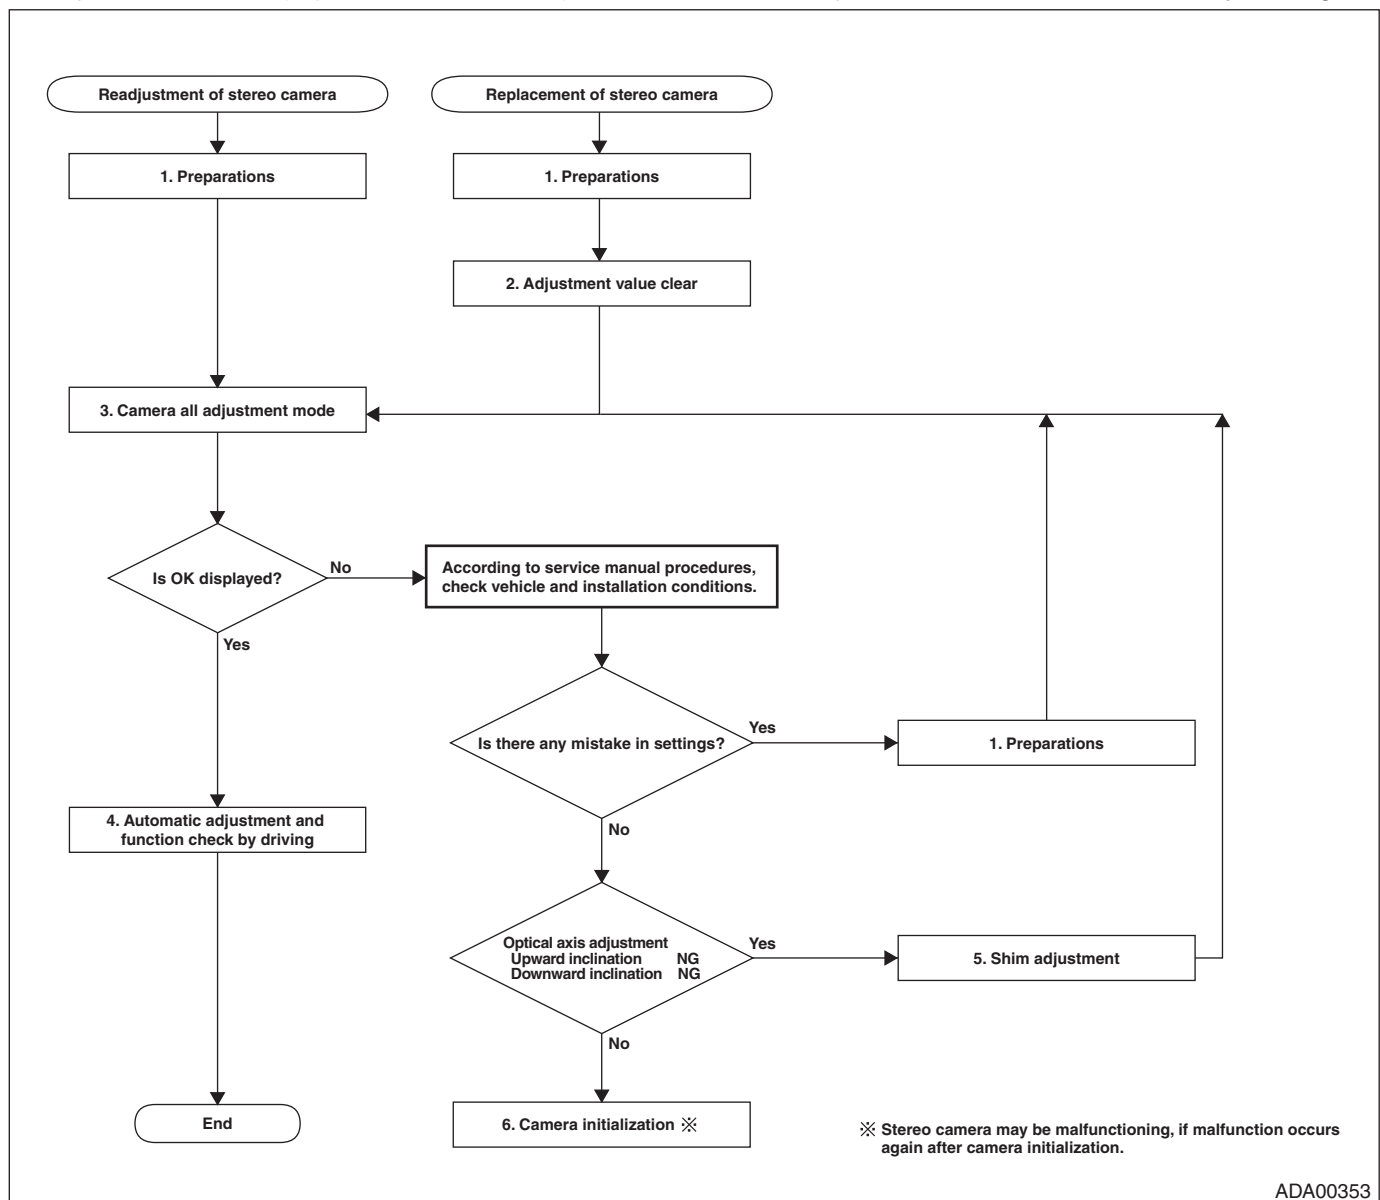 Readjustment of stereo camera
Replacement of stereo camera
1. Preparations
1. Preparations
2. Adjustment value clear
3. Camera all adjustment mode
Is OK displayed?
No
According to service manual procedures,
check vehicle and installation conditions.
Yes
Is there any mistake in settings?
Yes
1. Preparations
No
4. Automatic adjustment and
function check by driving
Optical axis adjustment
Upward inclination NG
Downward inclination NG
Yes
5. Shim adjustment
No
End
6. Camera initialization ※
※ Stereo camera may be malfunctioning, if malfunction occurs
again after camera initialization.
ADA00353